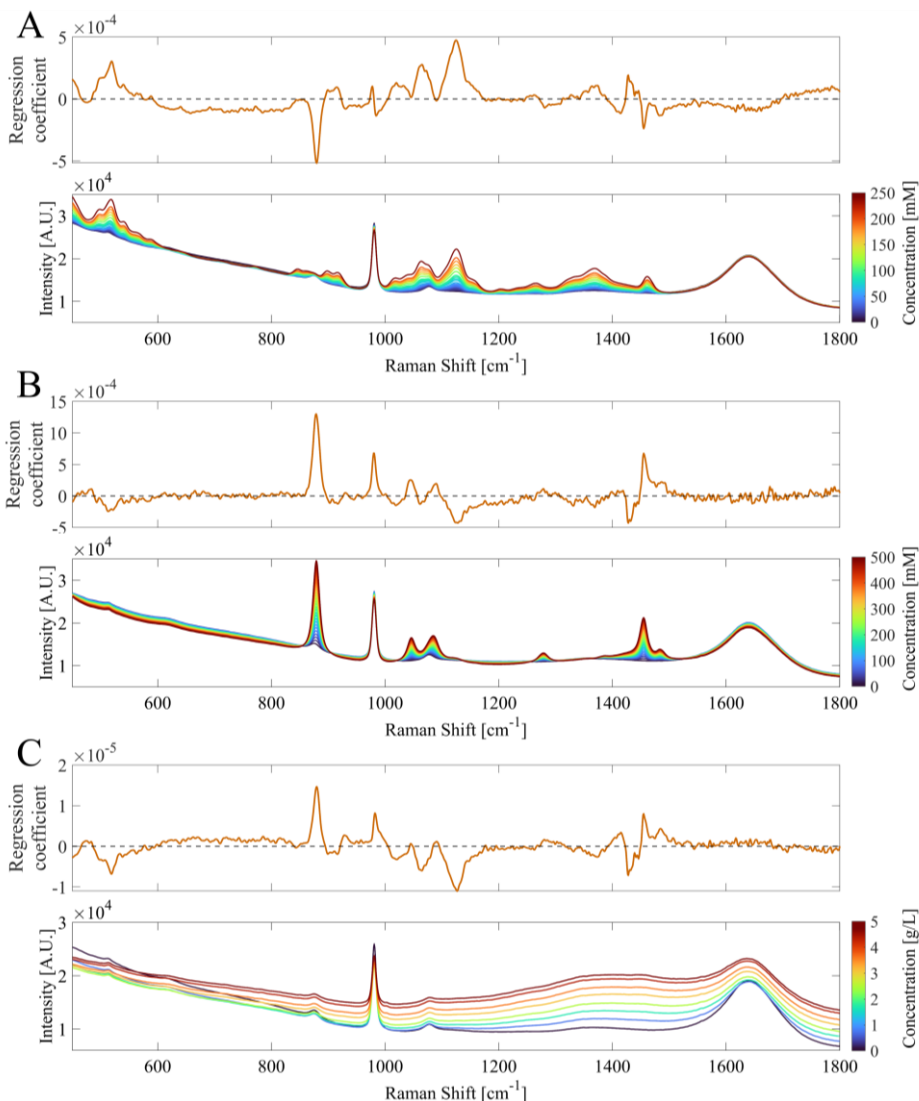 A
×10⁻⁴
5
0
-5
Regression
coefficient
×10⁴
3
2
1
Intensity [A.U.]
600 800 1000 1200 1400 1600 1800
Raman Shift [cm⁻¹]
250
200
150
100
50
0
Concentration [mM]
B
×10⁻⁴
15
10
5
0
-5
Regression
coefficient
×10⁴
3
2
1
Intensity [A.U.]
600 800 1000 1200 1400 1600 1800
Raman Shift [cm⁻¹]
500
400
300
200
100
0
Concentration [mM]
C
×10⁻⁵
2
1
0
-1
Regression
coefficient
×10⁴
3
2
1
Intensity [A.U.]
600 800 1000 1200 1400 1600 1800
Raman Shift [cm⁻¹]
5
4
3
2
1
0
Concentration [g/L]